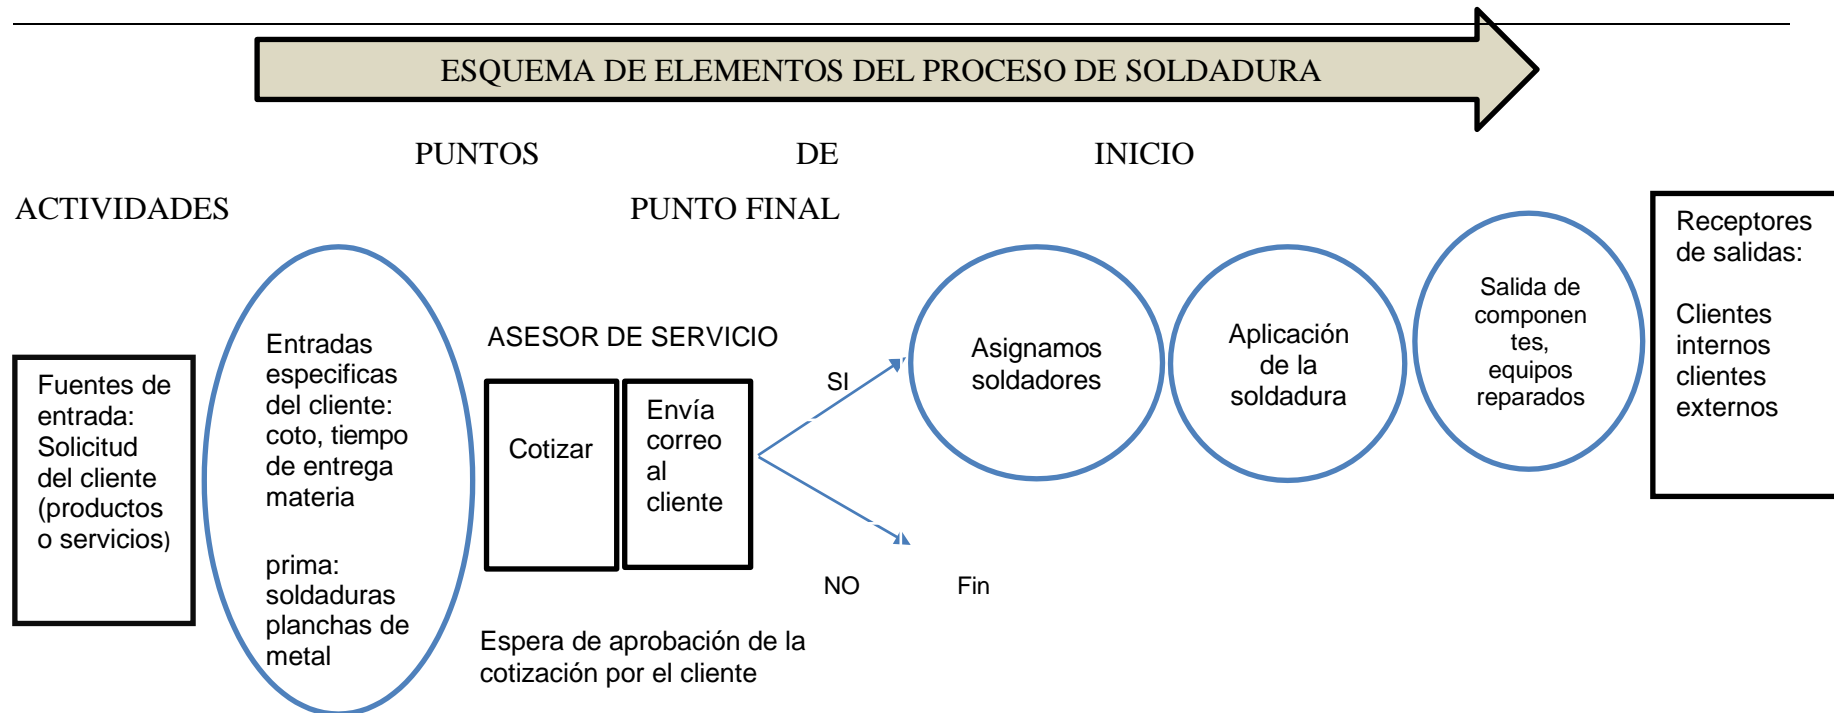 ESQUEMA DE ELEMENTOS DEL PROCESO DE SOLDADURA
PUNTOS DE INICIO
ACTIVIDADES PUNTO FINAL
Fuentes de
entrada:
Solicitud
del cliente
(productos
o servicios)
Entradas
especificas
del cliente:
coto, tiempo
de entrega
materia
prima:
soldaduras
planchas de
metal
ASESOR DE SERVICIO
Cotizar
Envía
correo
al
cliente
SI
NO
Fin
Espera de aprobación de la
cotización por el cliente
Asignamos
soldadores
Aplicación
de la
soldadura
Salida de
componen
tes,
equipos
reparados
Receptores
de salidas:
Clientes
internos
clientes
externos